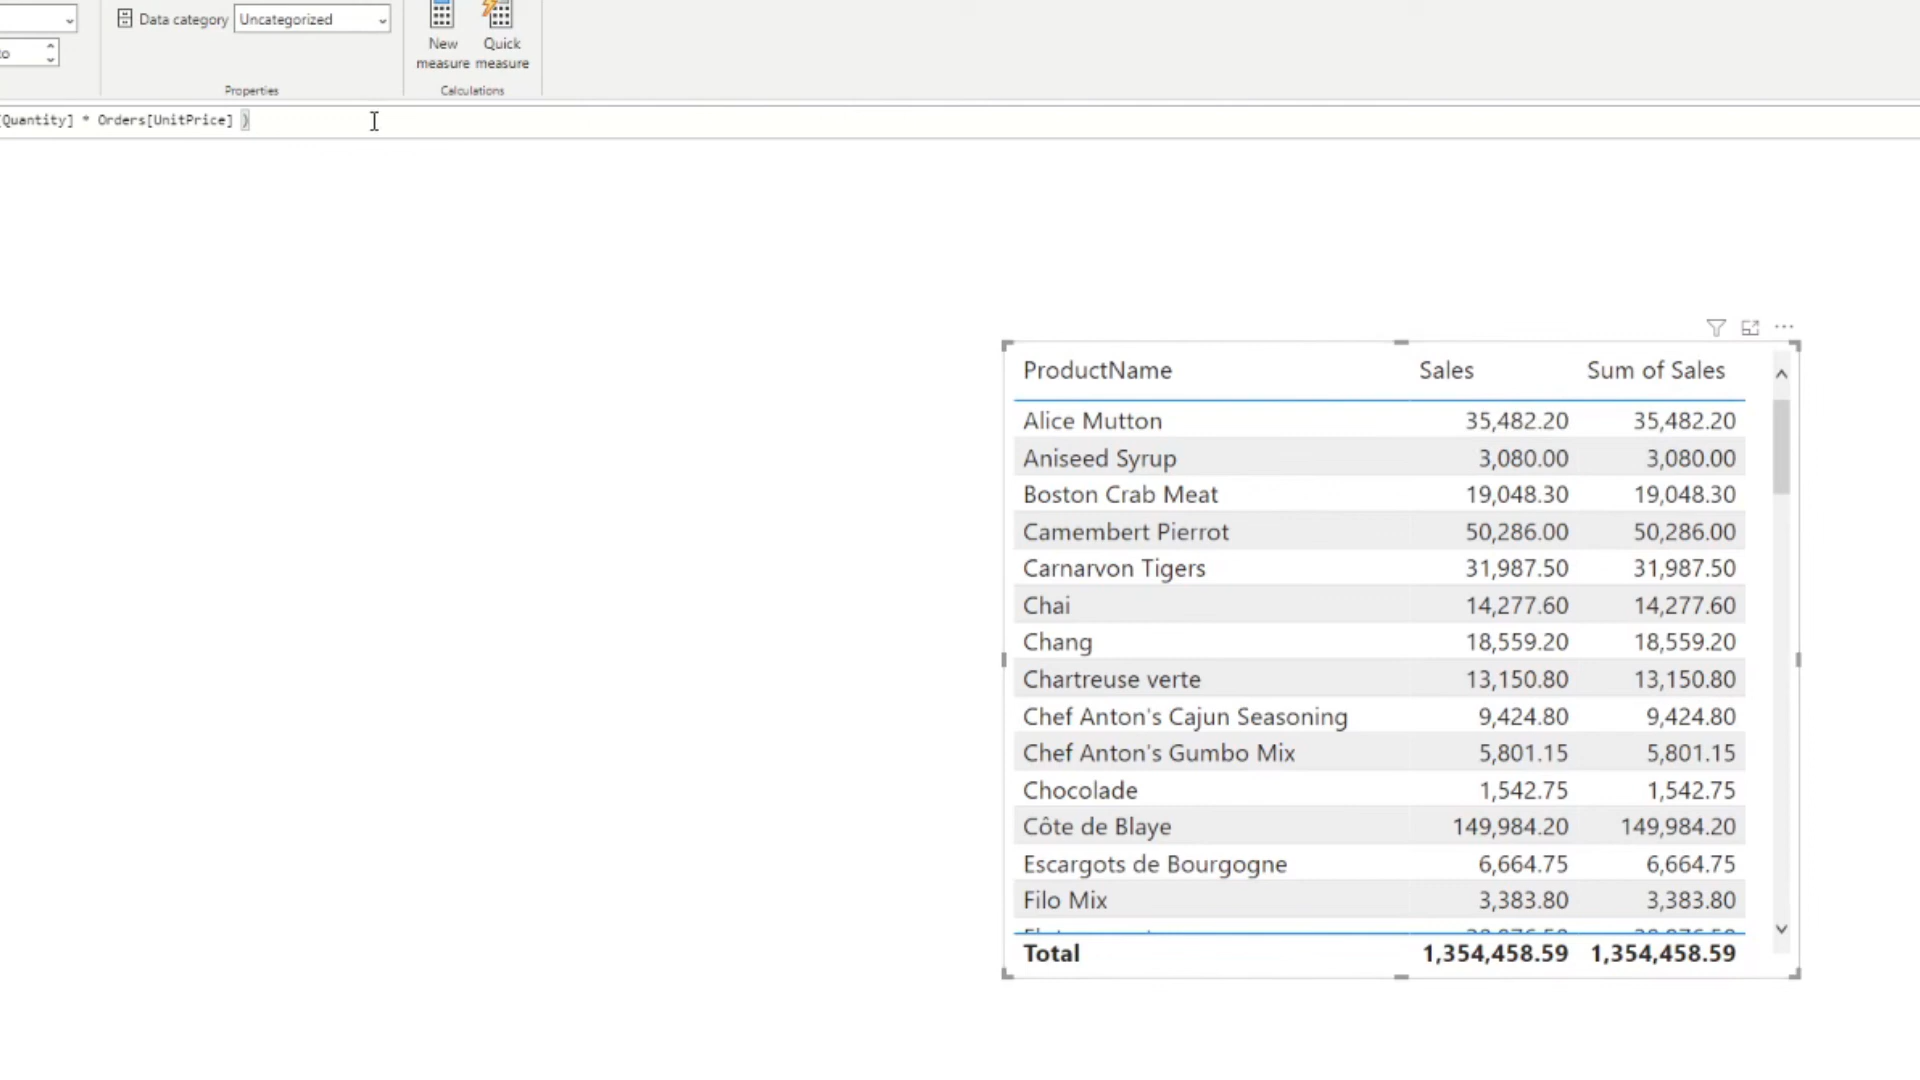 Data category Uncategorized
New measure
Quick measure
Properties
Calculations
[Quantity] * Orders[UnitPrice] )
ProductName Sales Sum of Sales
Alice Mutton 35,482.20 35,482.20
Aniseed Syrup 3,080.00 3,080.00
Boston Crab Meat 19,048.30 19,048.30
Camembert Pierrot 50,286.00 50,286.00
Carnarvon Tigers 31,987.50 31,987.50
Chai 14,277.60 14,277.60
Chang 18,559.20 18,559.20
Chartreuse verte 13,150.80 13,150.80
Chef Anton's Cajun Seasoning 9,424.80 9,424.80
Chef Anton's Gumbo Mix 5,801.15 5,801.15
Chocolade 1,542.75 1,542.75
Côte de Blaye 149,984.20 149,984.20
Escargots de Bourgogne 6,664.75 6,664.75
Filo Mix 3,383.80 3,383.80
Total 1,354,458.59 1,354,458.59